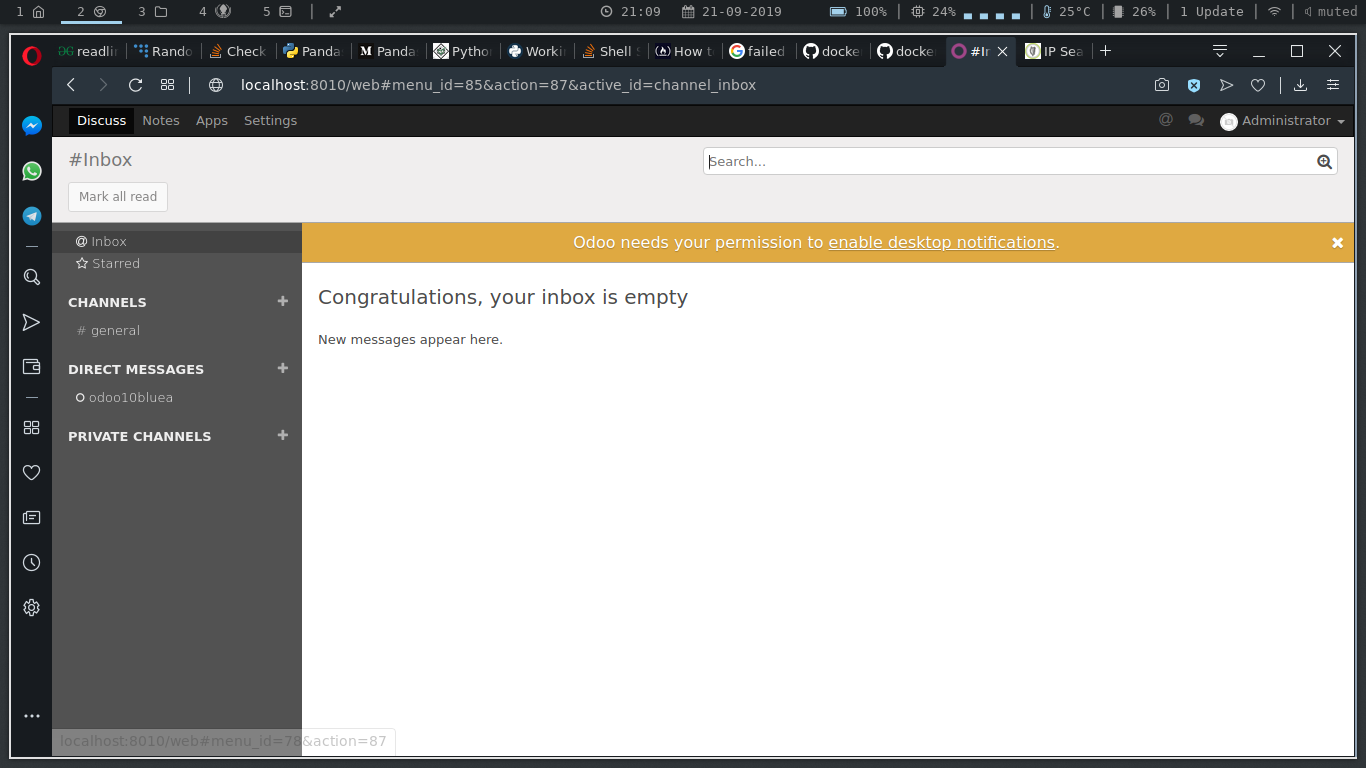 1 2 3 4 5 21:09 21-09-2019 100% 24% 25°C 26% 1 Update muted
readli Rando Check Panda Panda Pytho Worki Shell S How t failed docke docke #Ir IP Sea
localhost:8010/web#menu_id=85&action=87&active_id=channel_inbox
Discuss Notes Apps Settings @ Administrator
#Inbox Search...
Mark all read
Inbox Odoo needs your permission to enable desktop notifications.
Starred
CHANNELS +
Congratulations, your inbox is empty
# general
New messages appear here.
DIRECT MESSAGES +
odoo10bluea
PRIVATE CHANNELS +
localhost:8010/web#menu_id=78&action=87